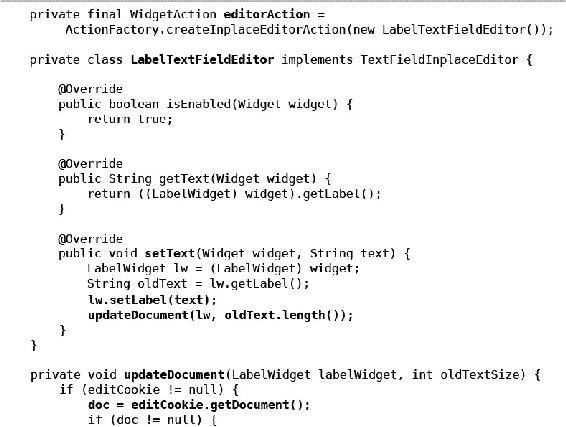 private final WidgetAction editorAction =
ActionFactory.createInplaceEditorAction(new LabelTextFieldEditor());
private class LabelTextFieldEditor implements TextFieldInplaceEditor {
@Override
public boolean isEnabled(Widget widget) {
return true;
}
@Override
public String getText(Widget widget) {
return ((LabelWidget) widget).getLabel();
}
@Override
public void setText(Widget widget, String text) {
LabelWidget lw = (LabelWidget) widget;
String oldText = lw.getLabel();
lw.setLabel(text);
updateDocument(lw, oldText.length());
}
}
private void updateDocument(LabelWidget labelWidget, int oldTextSize) {
if (editCookie != null) {
doc = editCookie.getDocument();
if (doc != null) {